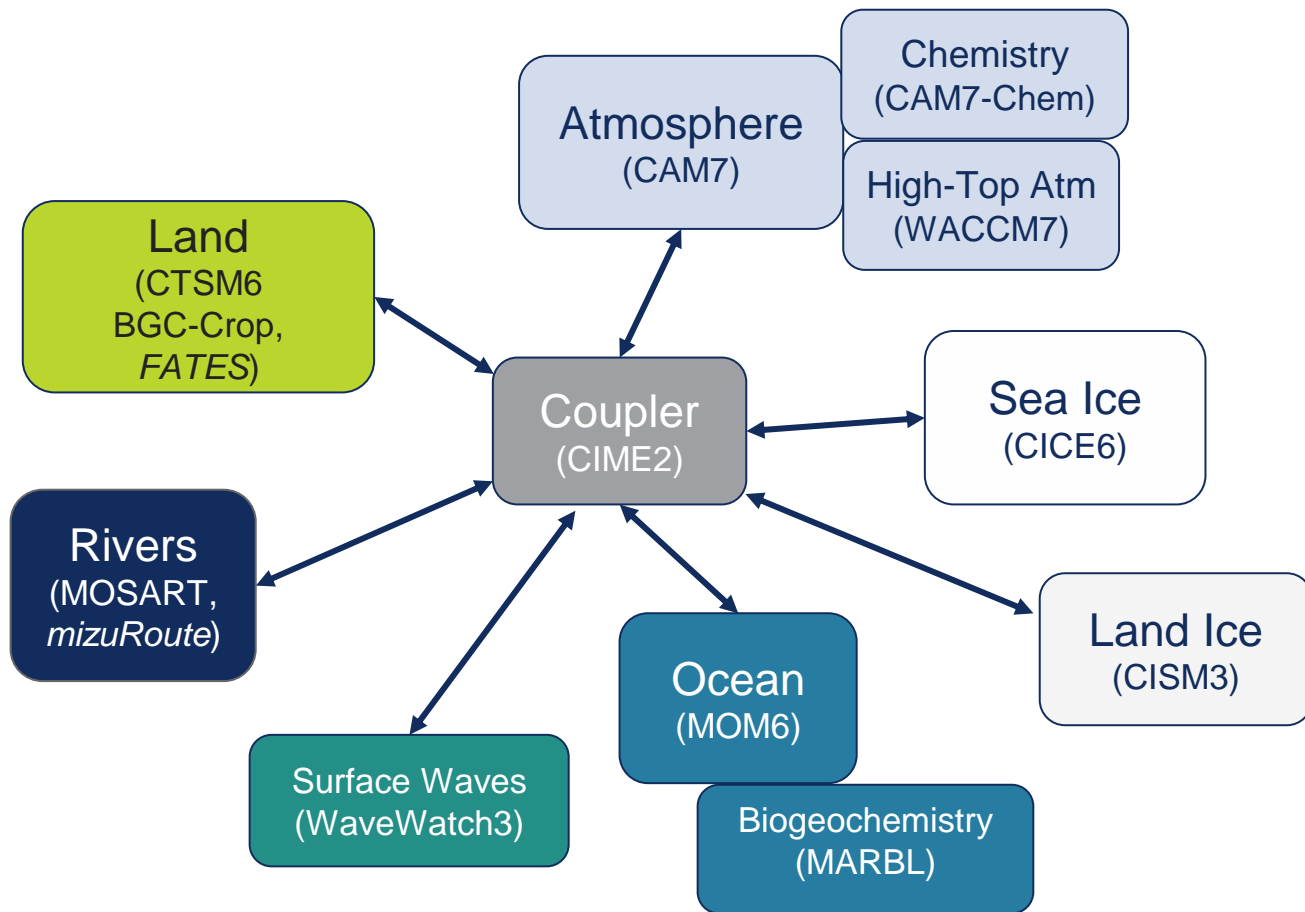 Chemistry
(CAM7-Chem)
Atmosphere
(CAM7)
High-Top Atm
(WACCM7)
Land
(CTSM6
BGC-Crop,
FATES)
Coupler
(CIME2)
Sea Ice
(CICE6)
Rivers
(MOSART,
mizuRoute)
Land Ice
(CISM3)
Ocean
(MOM6)
Surface Waves
(WaveWatch3)
Biogeochemistry
(MARBL)